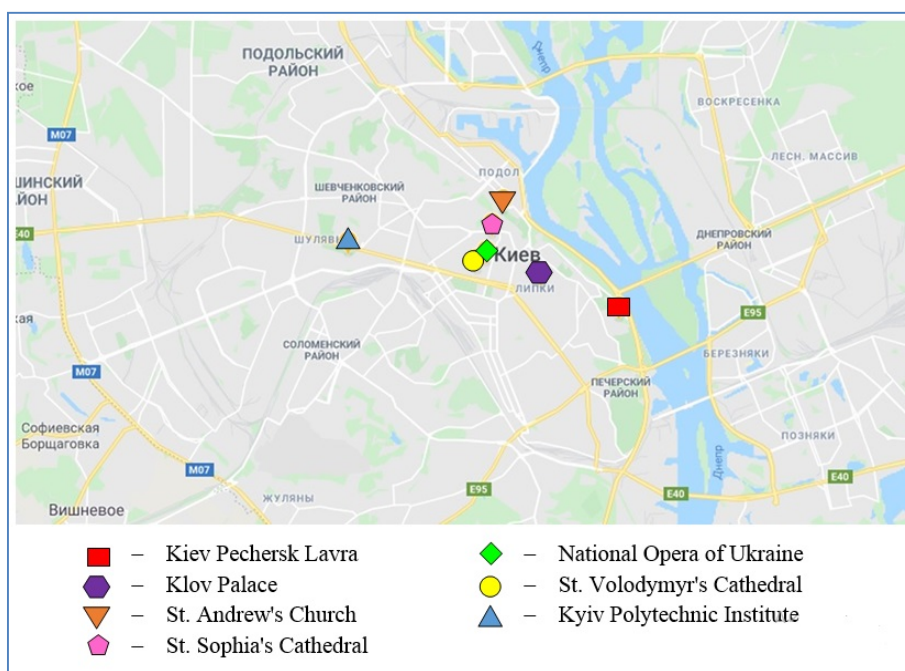 ПОДОЛЬСКИЙ
РАЙОН
Днепр
ВОСКРЕСЕНКА
M07
ЛЕСН. МАССИВ
ПОДОЛ
ШИНСКИЙ
ЙОН
ШЕВЧЕНКОВСКИЙ
РАЙОН
E40
ШУЛЯВ
ДНЕПРОВСКИЙ
РАЙОН
Киев
ЛИПКИ
E95
СОЛОМЕНСКИЙ
РАЙОН
БЕРЕЗНЯКИ
M07
ПЕЧЕРСКИЙ
РАЙОН
Софиевская
Борщаговка
ПОЗНЯКИ
M07
Днепр
E40
E95
E40
ЖУЛЯНЫ
Вишневое
– Kiev Pechersk Lavra
– Klov Palace
– St. Andrew's Church
– St. Sophia's Cathedral
– National Opera of Ukraine
– St. Volodymyr's Cathedral
– Kyiv Polytechnic Institute